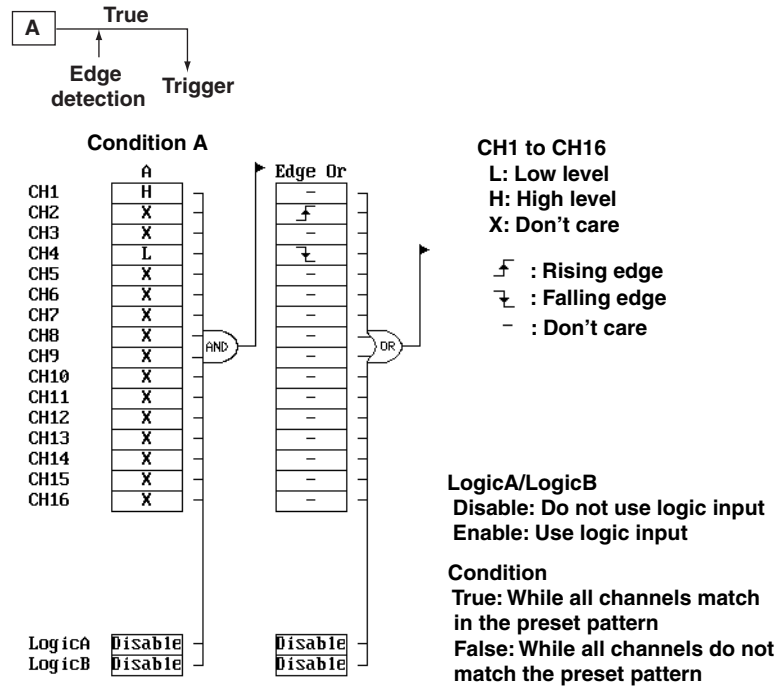 A
True
Edge
detection
Trigger
Condition A
A
Edge Or
CH1 H -
CH2 X
CH3 X -
CH4 L
CH5 X -
CH6 X -
CH7 X -
CH8 X -
CH9 X -
CH10 X -
CH11 X -
CH12 X -
CH13 X -
CH14 X -
CH15 X -
CH16 X -
AND
OR
LogicA Disable Disable
LogicB Disable Disable
CH1 to CH16
L: Low level
H: High level
X: Don't care
: Rising edge
: Falling edge
- : Don't care
LogicA/LogicB
Disable: Do not use logic input
Enable: Use logic input
Condition
True: While all channels match
in the preset pattern
False: While all channels do not
match the preset pattern